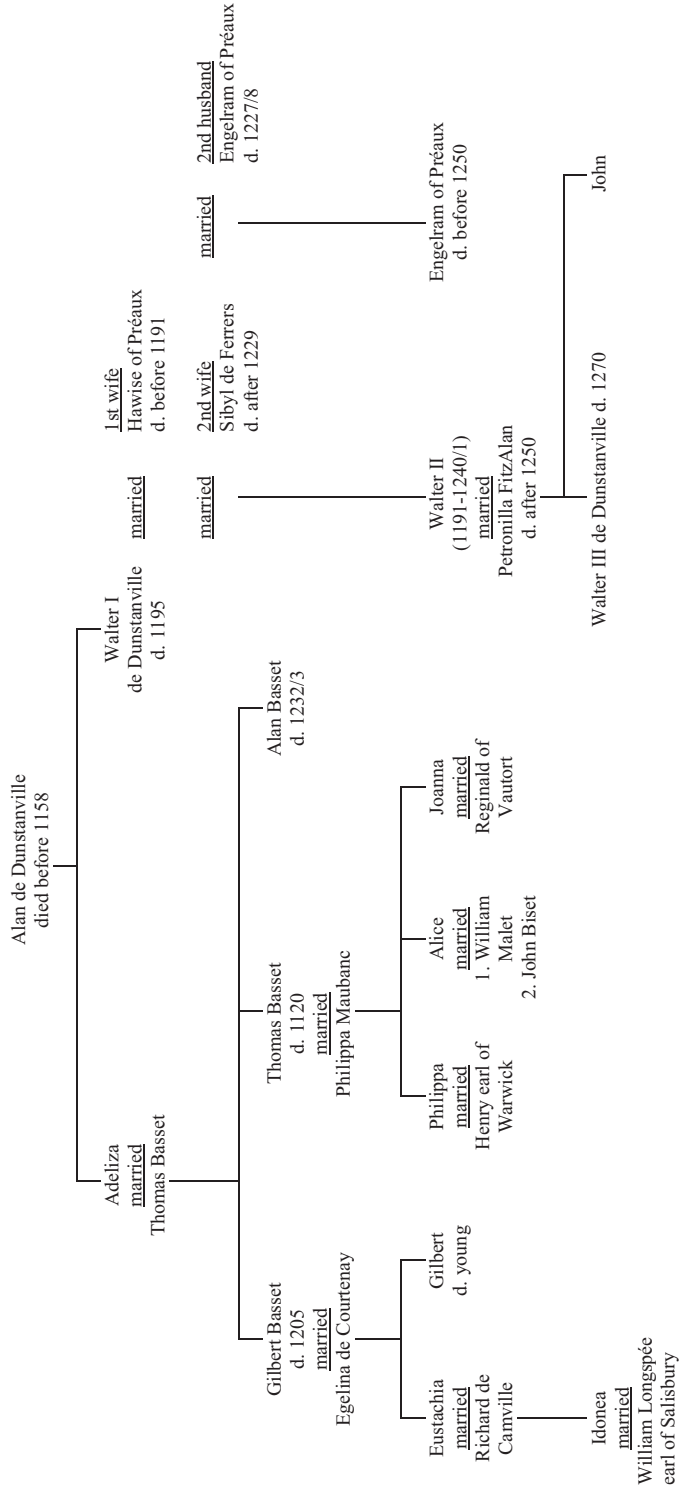 Alan de Dunstanville
died before 1158
Adeliza
married
Thomas Basset
Walter I
de Dunstanville
d. 1195
married
1st wife
Hawise of Préaux
d. before 1191
married
2nd wife
Sibyl de Ferrers
d. after 1229
married
2nd husband
Engelram of Préaux
d. 1227/8
Gilbert Basset
d. 1205
married
Egelina de Courtenay
Thomas Basset
d. 1120
married
Philippa Maubanc
Alan Basset
d. 1232/3
Eustachia
married
Richard de
Camville
Gilbert
d. young
Philippa
married
Henry earl of
Warwick
Alice
married
1. William
Malet
2. John Biset
Joanna
married
Reginald of
Vautort
Walter II
(1191-1240/1)
married
Petronilla FitzAlan
d. after 1250
Engelram of Préaux
d. before 1250
Idonea
married
William Longspée
earl of Salisbury
Walter III de Dunstanville d. 1270
John